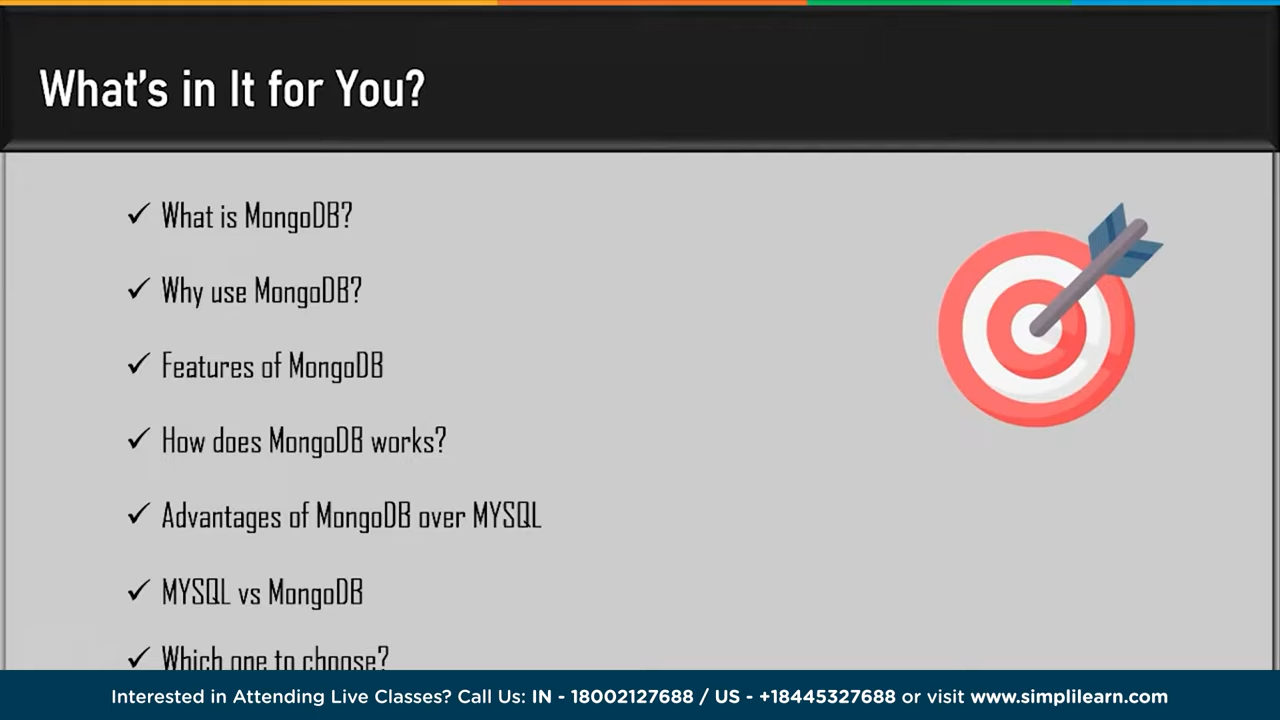 What's in It for You?
✓ What is MongoDB?
✓ Why use MongoDB?
✓ Features of MongoDB
✓ How does MongoDB works?
✓ Advantages of MongoDB over MYSQL
✓ MYSQL vs MongoDB
✓ Which one to choose?
Interested in Attending Live Classes? Call Us: IN - 18002127688 / US - +18445327688 or visit www.simplilearn.com